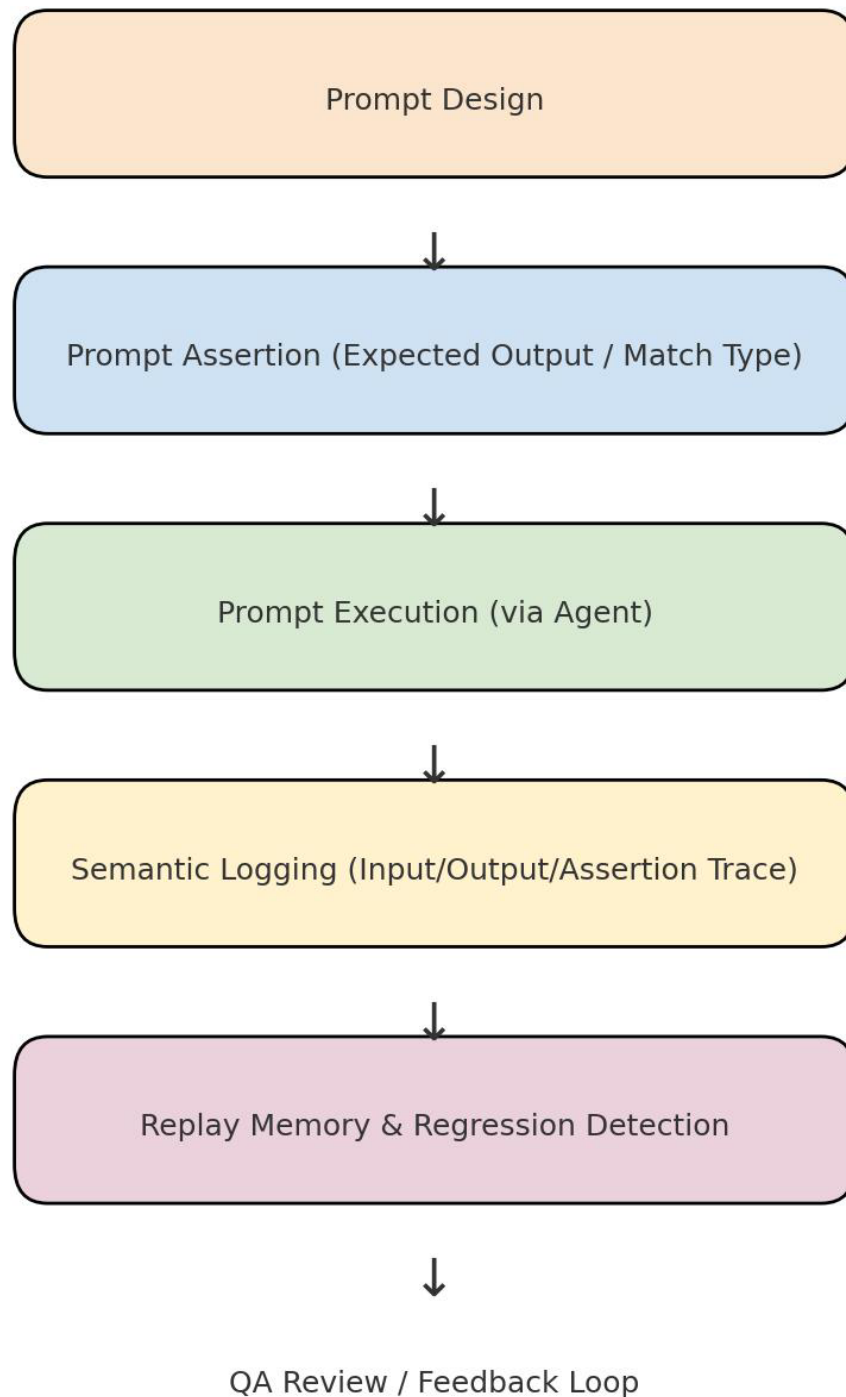 Prompt Design
↓
Prompt Assertion (Expected Output / Match Type)
↓
Prompt Execution (via Agent)
↓
Semantic Logging (Input/Output/Assertion Trace)
↓
Replay Memory & Regression Detection
↓
QA Review / Feedback Loop